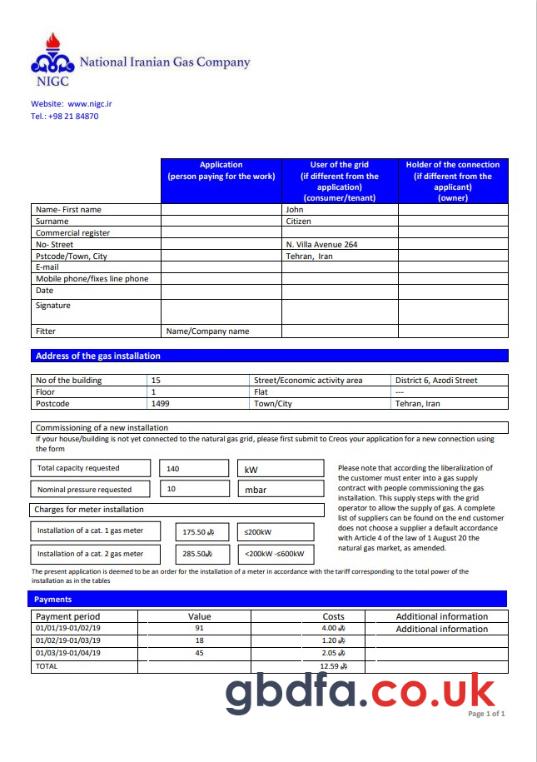 National Iranian Gas Company
NIGC
Website: www.nigc.ir
Tel.: +98 21 84870
Application
(person paying for the work)
User of the grid
(if different from the
application)
(consumer/tenant)
Holder of the connection
(if different from the
applicant)
(owner)
Name- First name John
Surname Citizen
Commercial register
No- Street N. Villa Avenue 264
Pstcode/Town, City Tehran, Iran
E-mail
Mobile phone/fixes line phone
Date
Signature
Fitter Name/Company name
Address of the gas installation
No of the building 15 Street/Economic activity area District 6, Azodi Street
Floor 1 Flat ---
Postcode 1499 Town/City Tehran, Iran
Commissioning of a new installation
If your house/building is not yet connected to the natural gas grid, please first submit to Creos your application for a new connection using
the form
Total capacity requested 140 kW
Nominal pressure requested 10 mbar
Charges for meter installation
Installation of a cat. 1 gas meter 175.50 ≤200kW
Installation of a cat. 2 gas meter 285.50 <200kW -≤600kW
Please note that according the liberalization of
the customer must enter into a gas supply
contract with people commissioning the gas
installation. This supply steps with the grid
operator to allow the supply of gas. A complete
list of suppliers can be found on the end customer
does not choose a supplier a default accordance
with Article 4 of the law of 1 August 20 the
natural gas market, as amended.
The present application is deemed to be an order for the installation of a meter in accordance with the tariff corresponding to the total power of the
installation as in the tables
Payments
Payment period Value Costs Additional information
01/01/19-01/02/19 91 4.00 Additional information
01/02/19-01/03/19 18 1.20
01/03/19-01/04/19 45 2.05
TOTAL 12.59
gbdfa.co.uk
Page 1 of 1